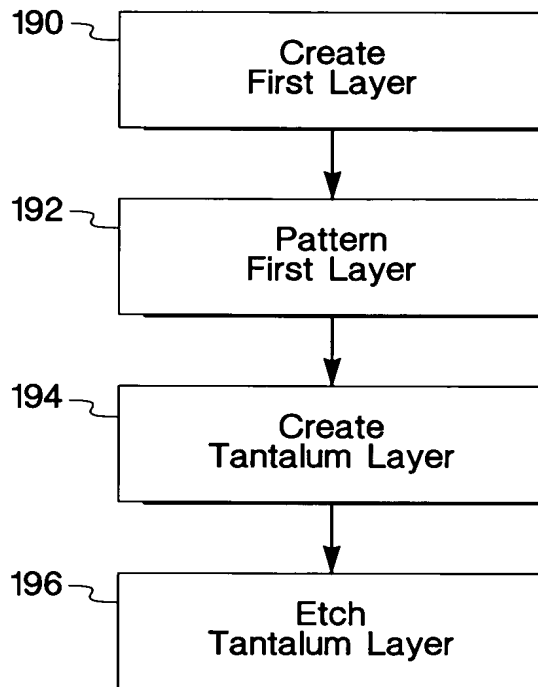 190
Create
First Layer
192
Pattern
First Layer
194
Create
Tantalum Layer
196
Etch
Tantalum Layer